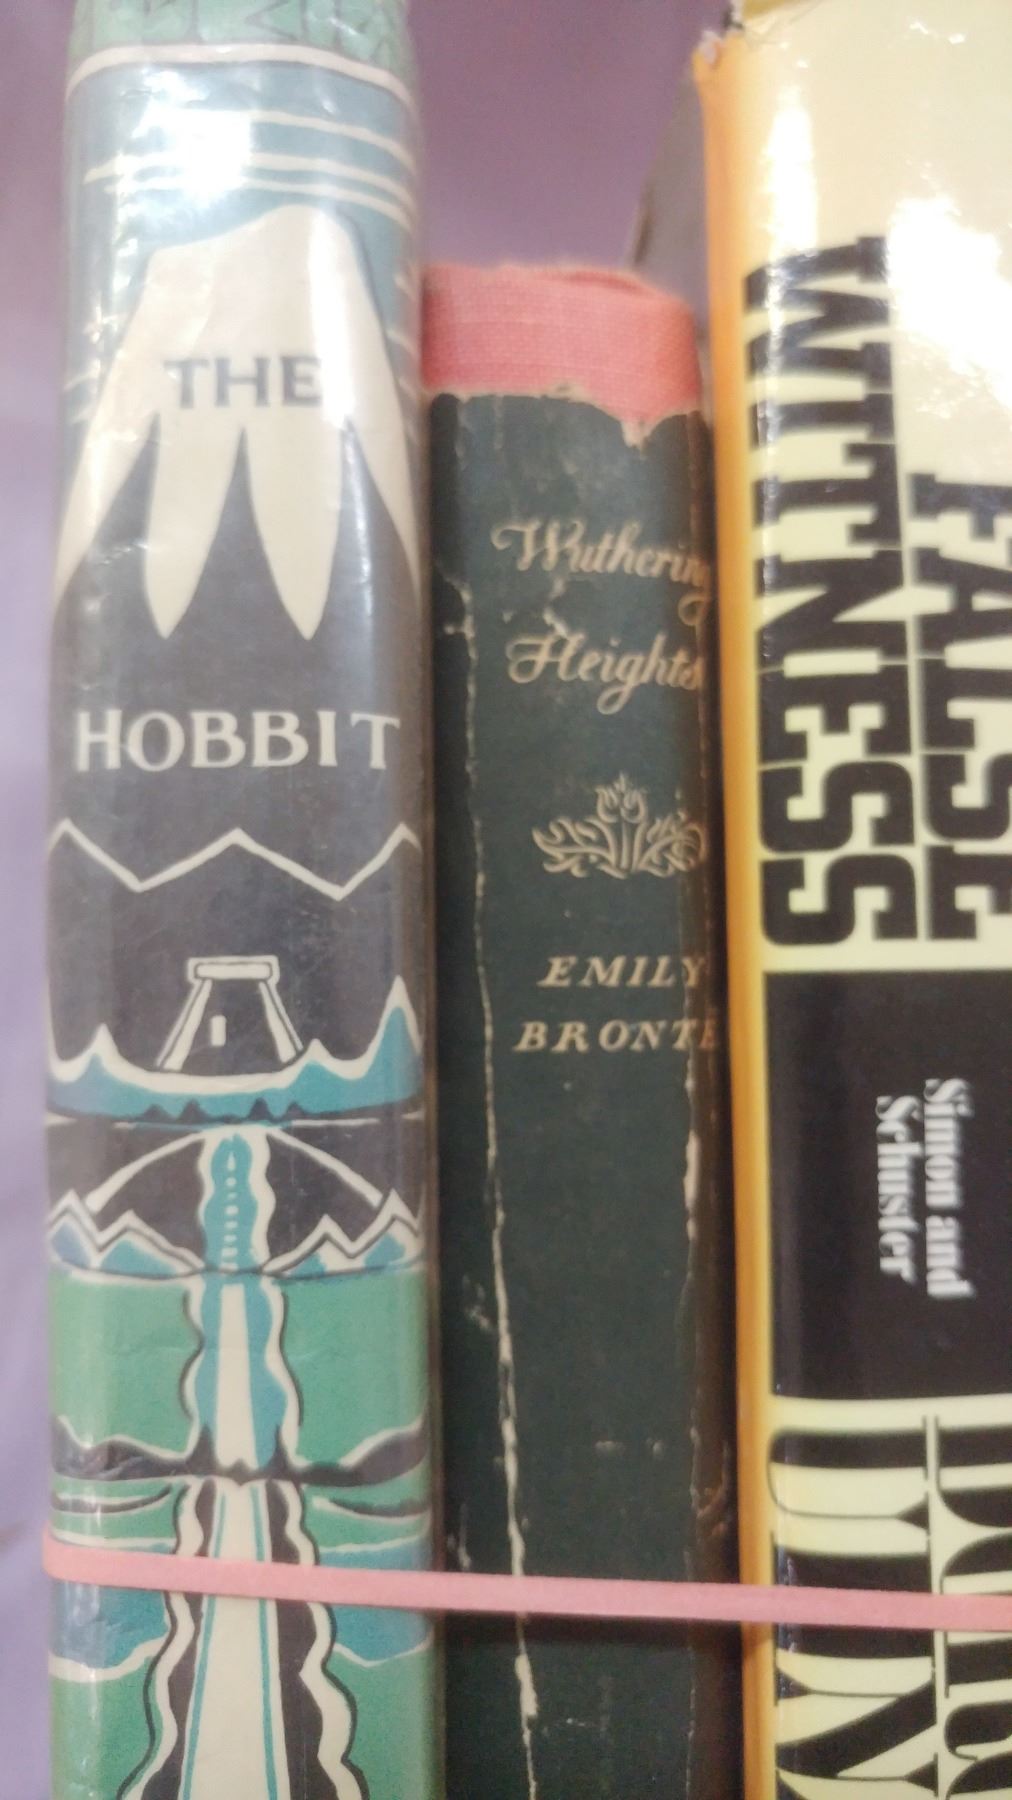 THE
HOBBIT
Wuthering
Heights
EMILY
BRONTE
FALSE
WITNESS
Simon and
Schuster